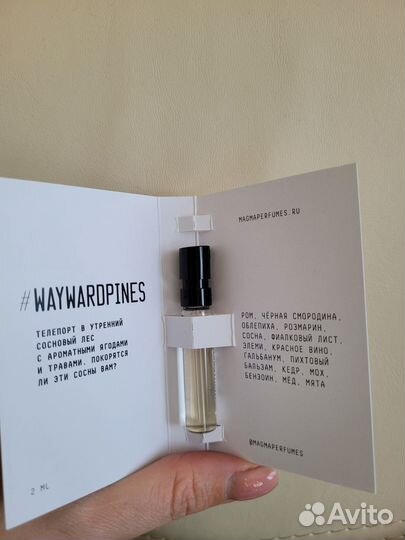 #WAYWARDPINES
ТЕЛЕПОРТ В УТРЕННИЙ
СОСНОВЫЙ ЛЕС
С АРОМАТНЫМИ ЯГОДАМИ
И ТРАВАМИ. ПОКОРЯТСЯ
ЛИ ЭТИ СОСНЫ ВАМ?
2 ML
MAGMAPERFUMES.RU
РОМ, ЧЁРНАЯ СМОРОДИНА,
ОБЛЕПИХА, РОЗМАРИН,
СОСНА, ФИАЛКОВЫЙ ЛИСТ,
ЭЛЕМИ, КРАСНОЕ ВИНО,
ГАЛЬБАНУМ, ПИХТОВЫЙ
БАЛЬЗАМ, КЕДР, МОХ,
БЕНЗОИН, МЁД, МЯТА
@MAGMAPERFUMES
Avito